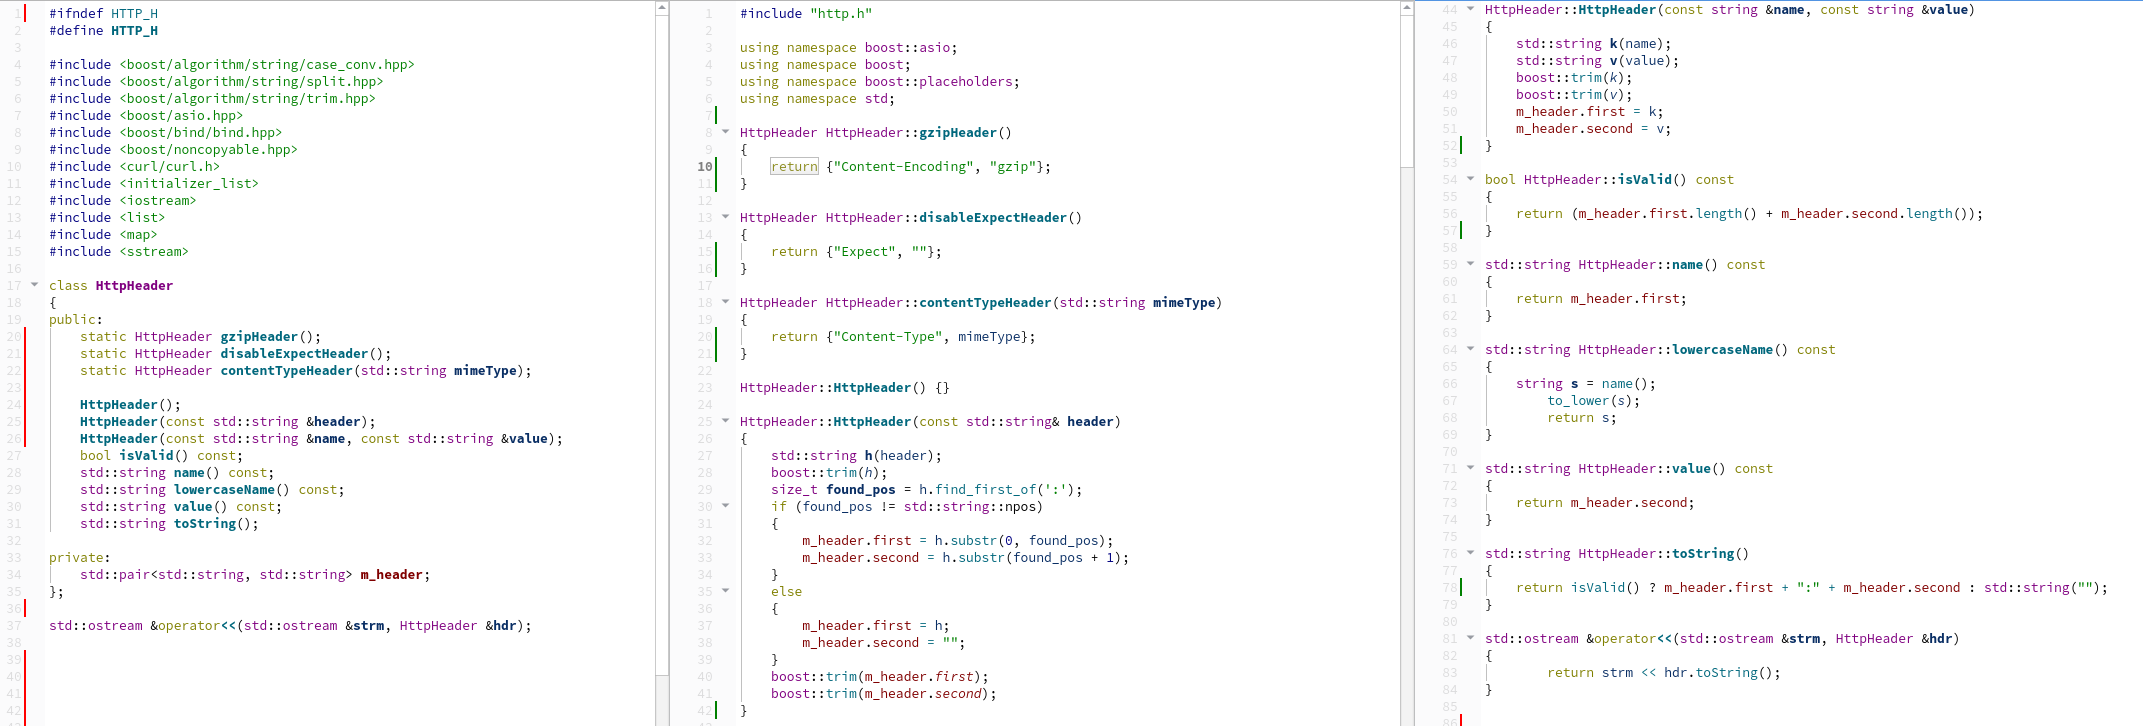 1 #ifndef HTTP_H
2 #define HTTP_H
3
4 #include <boost/algorithm/string/case_conv.hpp>
5 #include <boost/algorithm/string/split.hpp>
6 #include <boost/algorithm/string/trim.hpp>
7 #include <boost/asio.hpp>
8 #include <boost/bind/bind.hpp>
9 #include <boost/noncopyable.hpp>
10 #include <curl/curl.h>
11 #include <initializer_list>
12 #include <iostream>
13 #include <list>
14 #include <map>
15 #include <sstream>
16
17 class HttpHeader
18 {
19 public:
20     static HttpHeader gzipHeader();
21     static HttpHeader disableExpectHeader();
22     static HttpHeader contentTypeHeader(std::string mimeType);
23
24     HttpHeader();
25     HttpHeader(const std::string &header);
26     HttpHeader(const std::string &name, const std::string &value);
27     bool isValid() const;
28     std::string name() const;
29     std::string lowercaseName() const;
30     std::string value() const;
31     std::string toString();
32
33 private:
34     std::pair<std::string, std::string> m_header;
35 };
36
37 std::ostream &operator<<(std::ostream &strm, HttpHeader &hdr);
38
39
40
41
42
1 #include "http.h"
2
3 using namespace boost::asio;
4 using namespace boost;
5 using namespace boost::placeholders;
6 using namespace std;
7
8 HttpHeader HttpHeader::gzipHeader()
9 {
10     return {"Content-Encoding", "gzip"};
11 }
12
13 HttpHeader HttpHeader::disableExpectHeader()
14 {
15     return {"Expect", ""};
16 }
17
18 HttpHeader HttpHeader::contentTypeHeader(std::string mimeType)
19 {
20     return {"Content-Type", mimeType};
21 }
22
23 HttpHeader::HttpHeader() {}
24
25 HttpHeader::HttpHeader(const std::string& header)
26 {
27     std::string h(header);
28     boost::trim(h);
29     size_t found_pos = h.find_first_of(':');
30     if (found_pos != std::string::npos)
31     {
32         m_header.first = h.substr(0, found_pos);
33         m_header.second = h.substr(found_pos + 1);
34     }
35     else
36     {
37         m_header.first = h;
38         m_header.second = "";
39     }
40     boost::trim(m_header.first);
41     boost::trim(m_header.second);
42 }
44 HttpHeader::HttpHeader(const string &name, const string &value)
45 {
46     std::string k(name);
47     std::string v(value);
48     boost::trim(k);
49     boost::trim(v);
50     m_header.first = k;
51     m_header.second = v;
52 }
53
54 bool HttpHeader::isValid() const
55 {
56     return (m_header.first.length() + m_header.second.length());
57 }
58
59 std::string HttpHeader::name() const
60 {
61     return m_header.first;
62 }
63
64 std::string HttpHeader::lowercaseName() const
65 {
66     string s = name();
67         to_lower(s);
68         return s;
69 }
70
71 std::string HttpHeader::value() const
72 {
73     return m_header.second;
74 }
75
76 std::string HttpHeader::toString()
77 {
78     return isValid() ? m_header.first + ":" + m_header.second : std::string("");
79 }
80
81 std::ostream &operator<<(std::ostream &strm, HttpHeader &hdr)
82 {
83         return strm << hdr.toString();
84 }
85
86